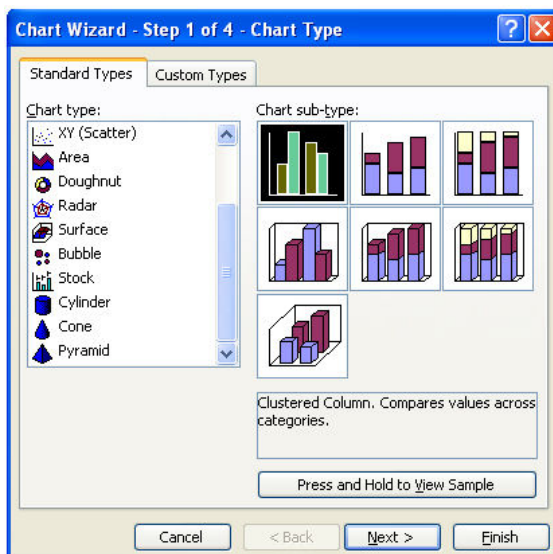 Chart Wizard - Step 1 of 4 - Chart Type
Standard Types
Custom Types
Chart type:
XY (Scatter)
Area
Doughnut
Radar
Surface
Bubble
Stock
Cylinder
Cone
Pyramid
Chart sub-type:
Clustered Column. Compares values across
categories.
Press and Hold to View Sample
Cancel
< Back
Next >
Finish